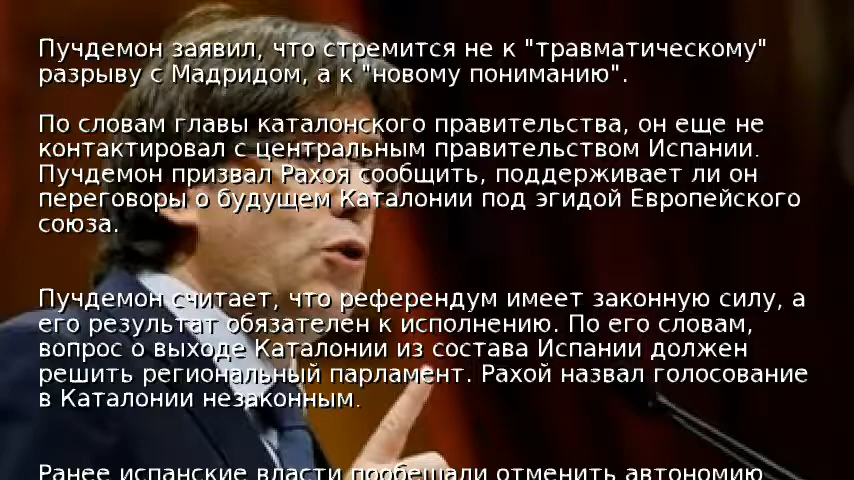 Пучдемон заявил, что стремится не к "травматическому"
разрыву с Мадридом, а к "новому пониманию".
По словам главы каталонского правительства, он еще не
контактировал с центральным правительством Испании.
Пучдемон призвал Рахоя сообщить, поддерживает ли он
переговоры о будущем Каталонии под эгидой Европейского
союза.
Пучдемон считает, что референдум имеет законную силу, а
его результат обязателен к исполнению. По его словам,
вопрос о выходе Каталонии из состава Испании должен
решить региональный парламент. Рахой назвал голосование
в Каталонии незаконным.
Ранее испанские власти пообещали отменить автономию